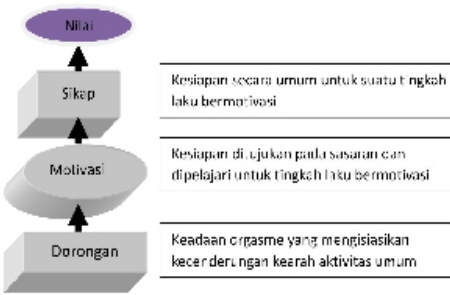 Nilai
Sikap
Kesiapan secara umum untuk suatu tingkah
laku bermotivasi
Motivasi
Kesiapan ditujukan pada sasaran dan
dipelajari untuk tingkah laku bermotivasi
Dorongan
Keadaan orgasme yang mengisiasikan
kecenderungan kearah aktivitas umum